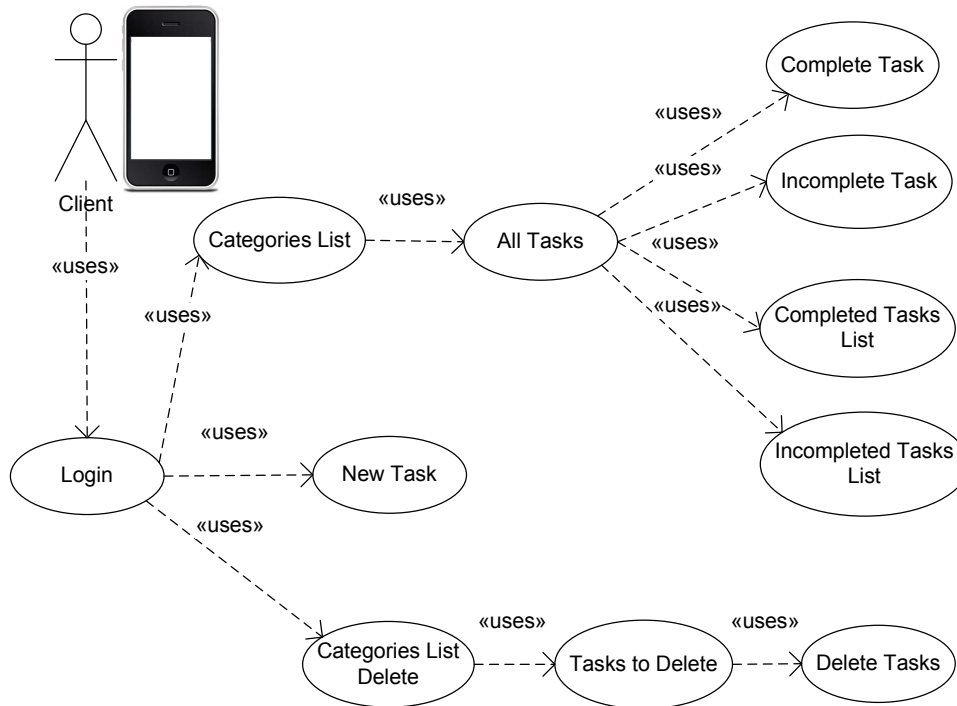 Complete Task
«uses»
«uses»
Incomplete Task
Client
«uses»
Categories List
All Tasks
«uses»
«uses»
«uses»
«uses»
Completed Tasks
List
«uses»
«uses»
Login
New Task
Incompleted Tasks
List
«uses»
Categories List
Delete
«uses»
Tasks to Delete
«uses»
Delete Tasks